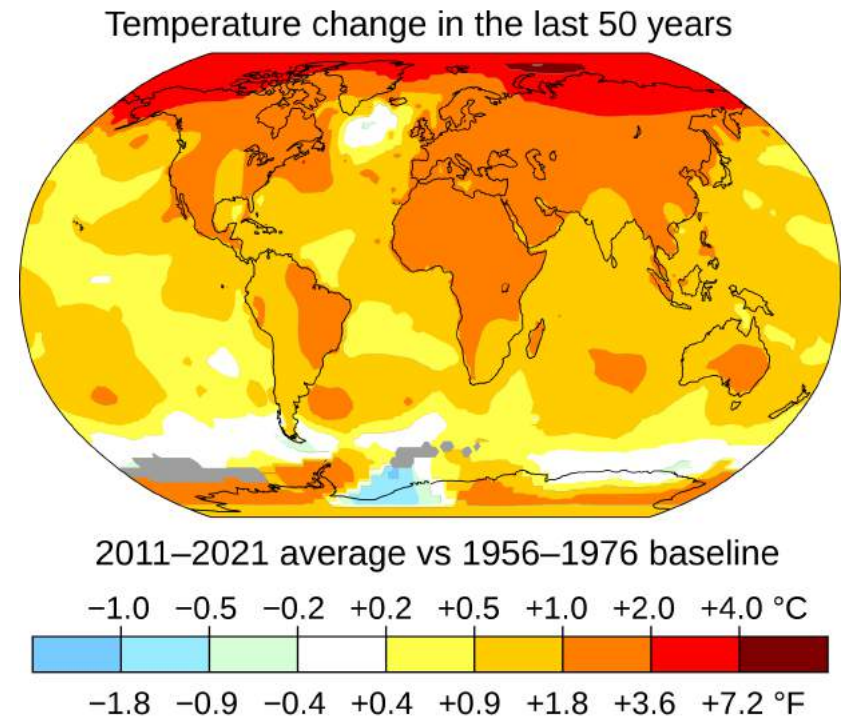 Temperature change in the last 50 years
2011–2021 average vs 1956–1976 baseline
−1.0 −0.5 −0.2 +0.2 +0.5 +1.0 +2.0 +4.0 °C
−1.8 −0.9 −0.4 +0.4 +0.9 +1.8 +3.6 +7.2 °F